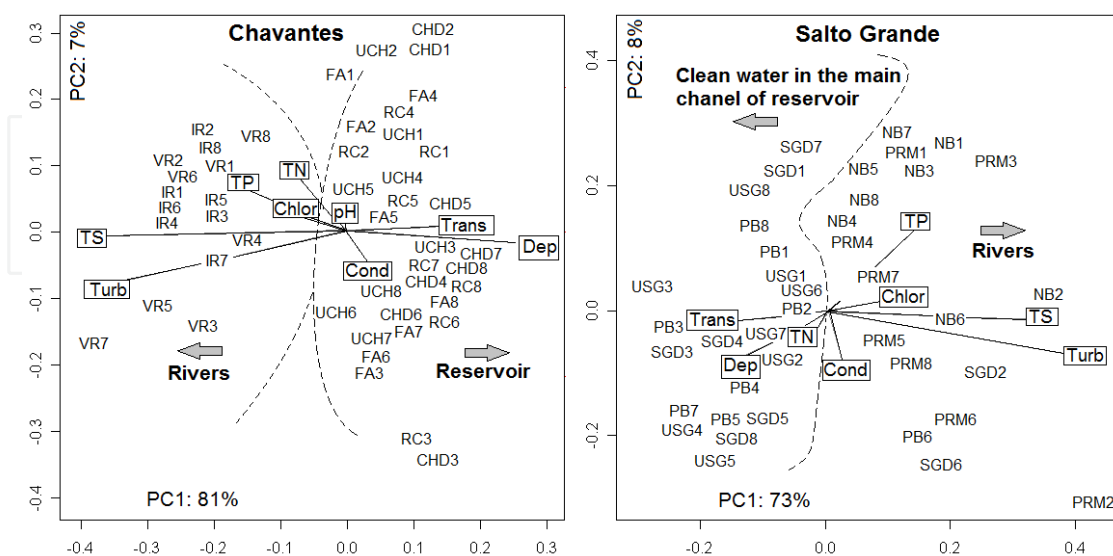 Chavantes
PC2: 7%
0.3
0.2
0.1
0.0
-0.1
-0.2
-0.3
-0.4
CHD2
UCH2 CHD1
FA1
FA4
RC4
FA2
UCH1
RC2 RC1
IR2
VR8
IR8
VR2 VR1
VR6
TN
TP
UCH4
IR1
UCH5
IR5 RC5
IR6
Chlor
pH
CHD5
IR4 IR3
FA5
Trans
TS
VR4
UCH3
CHD7
Dep
IR7
Cond
RC7 CHD8
CHD4 RC8
Turb
UCH8
VR5
FA8
UCH6 CHD6
RC6
VR3
FA7
VR7
UCH7
FA6
FA3
Rivers
Reservoir
RC3
CHD3
PC1: 81%
-0.4 -0.3 -0.2 -0.1 0.0 0.1 0.2 0.3
Salto Grande
PC2: 8%
0.4
0.2
0.0
-0.2
Clean water in the main
chanel of reservoir
NB7
NB1
SGD7
PRM1
PRM3
SGD1
NB5
NB3
USG8
NB8
PB8
NB4
TP
PRM4
PB1
Rivers
USG1
PRM7
USG3
USG6
Chlor
NB2
PB2
Trans
TS
PB3
NB6
USG7
TN
SGD4
PRM5
SGD3
Turb
USG2
Dep
Cond
PRM8
SGD2
PB4
PB7
PB5 SGD5
PRM6
USG4
SGD8
PB6
USG5
SGD6
PRM2
PC1: 73%
-0.2 0.0 0.2 0.4